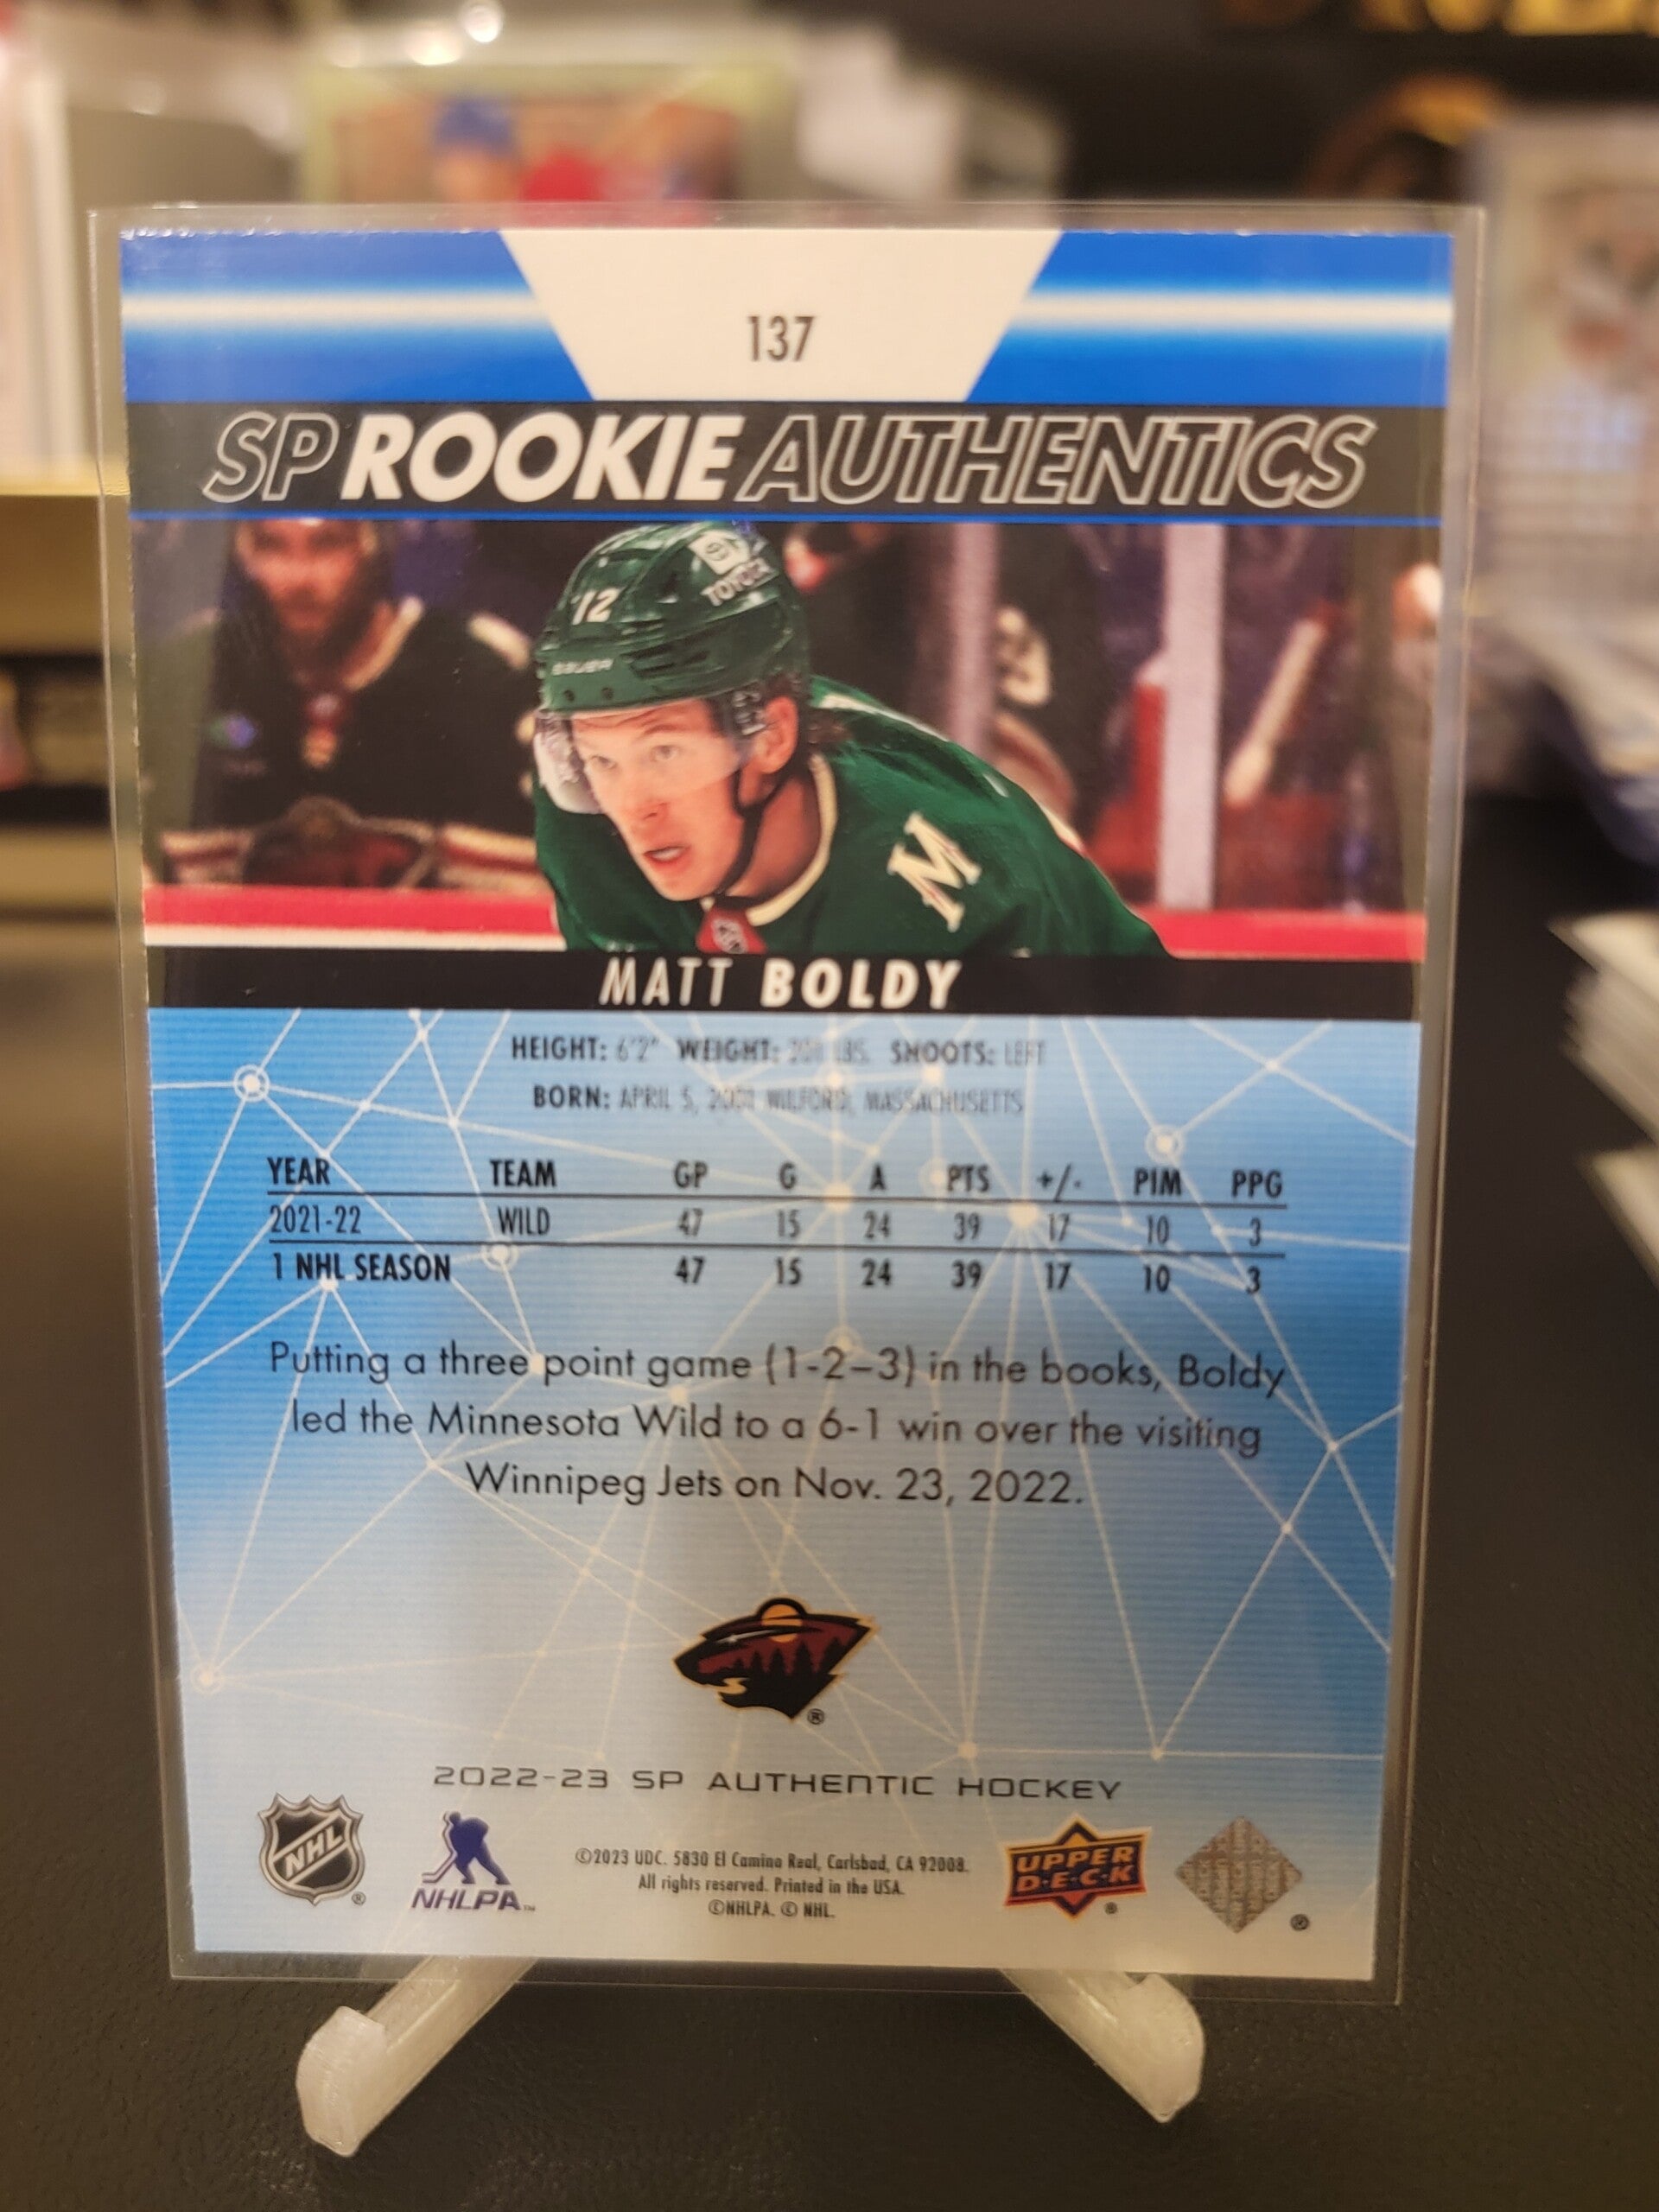 137
SP ROOKIE AUTHENTICS
12
TOYOTA
BAUER
M
MATT BOLDY
HEIGHT: 6'2" WEIGHT: LBS. SHOOTS: LEFT
BORN: APRIL 5, MASSACHUSETTS
YEAR TEAM GP G A PTS +/- PIM PPG
2021-22 WILD 47 15 24 39 17 10 3
1 NHL SEASON 47 15 24 39 17 10 3
Putting a three point game (1-2–3) in the books, Boldy
led the Minnesota Wild to a 6-1 win over the visiting
Winnipeg Jets on Nov. 23, 2022.
®
2022-23 SP AUTHENTIC HOCKEY
NHL ®
NHLPA™
©2023 UDC. 5830 El Camino Real, Carlsbad, CA 92008.
All rights reserved. Printed in the USA.
©NHLPA. © NHL.
UPPER
D·E·C·K ®
®